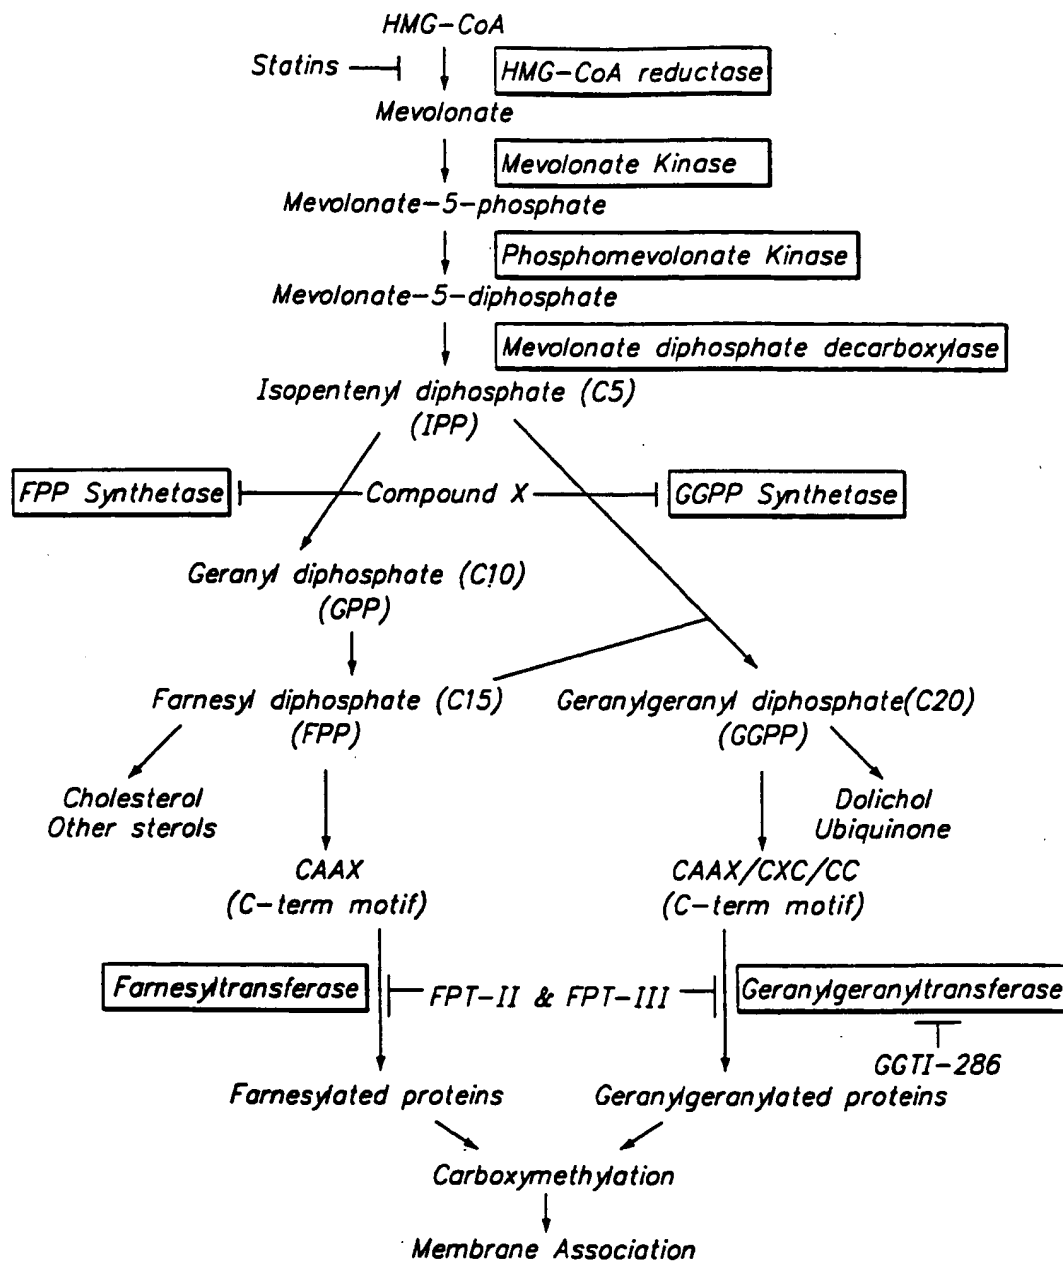 HMG-CoA
Statins
HMG-CoA reductase
Mevolonate
Mevolonate Kinase
Mevolonate-5-phosphate
Phosphomevolonate Kinase
Mevolonate-5-diphosphate
Mevolonate diphosphate decarboxylase
Isopentenyl diphosphate (C5)
(IPP)
FPP Synthetase
Compound X
GGPP Synthetase
Geranyl diphosphate (C10)
(GPP)
Farnesyl diphosphate (C15)
(FPP)
Geranylgeranyl diphosphate(C20)
(GGPP)
Cholesterol
Other sterols
Dolichol
Ubiquinone
CAAX
(C-term motif)
CAAX/CXC/CC
(C-term motif)
Farnesyltransferase
FPT-II & FPT-III
Geranylgeranyltransferase
GGTI-286
Farnesylated proteins
Geranylgeranylated proteins
Carboxymethylation
Membrane Association